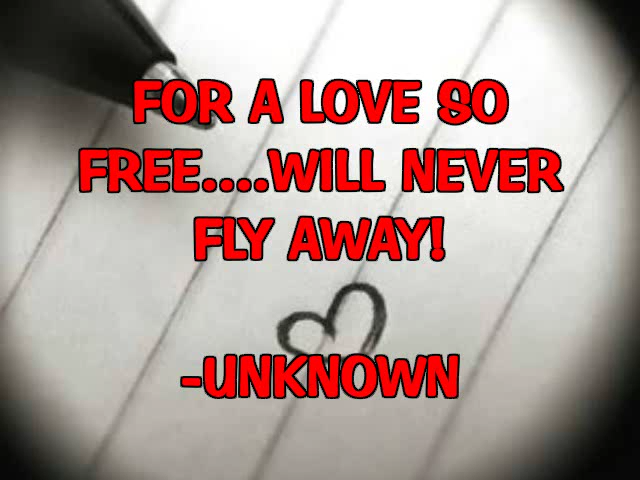 FOR A LOVE SO
FREE....WILL NEVER
FLY AWAY!
-UNKNOWN